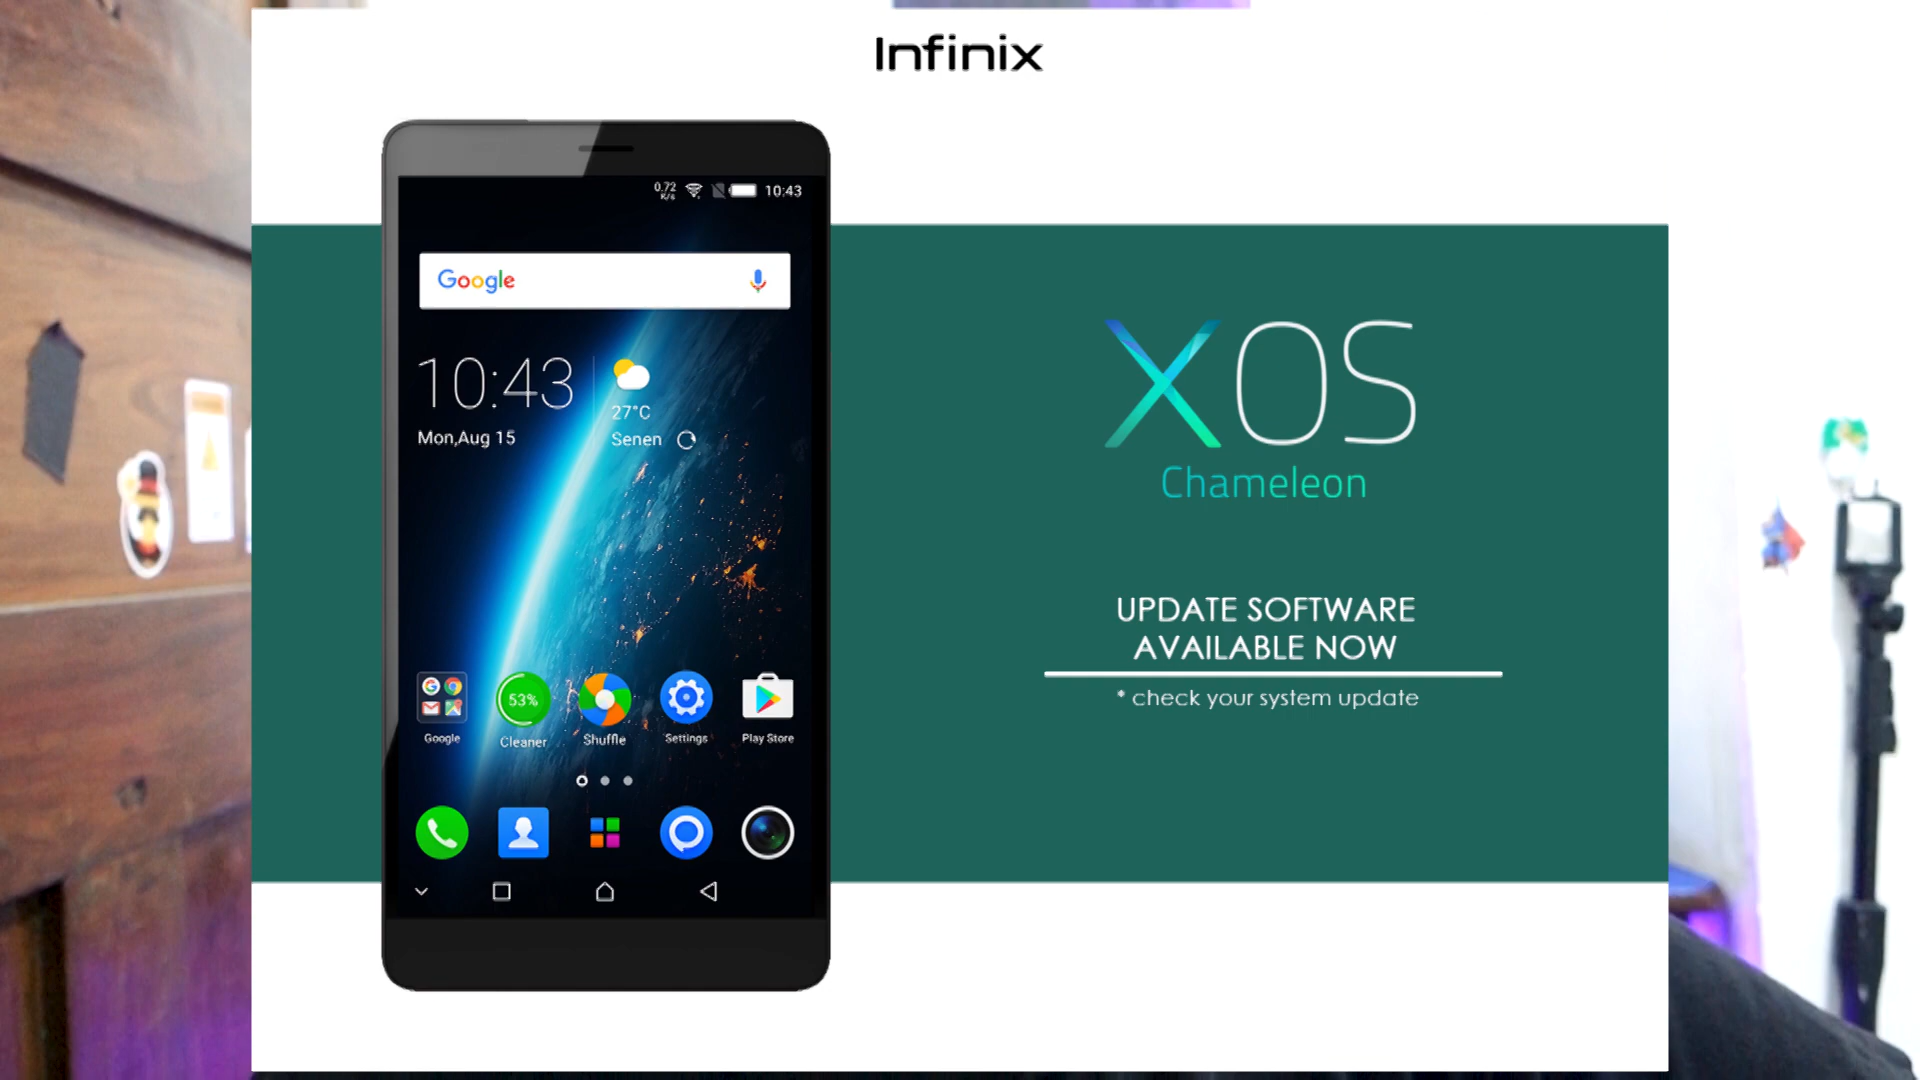 Infinix
0.72
K/s
10:43
Google
10:43
27°C
Mon,Aug 15
Senen
XOS
Chameleon
UPDATE SOFTWARE
AVAILABLE NOW
* check your system update
53%
Google
Cleaner
Shuffle
Settings
Play Store